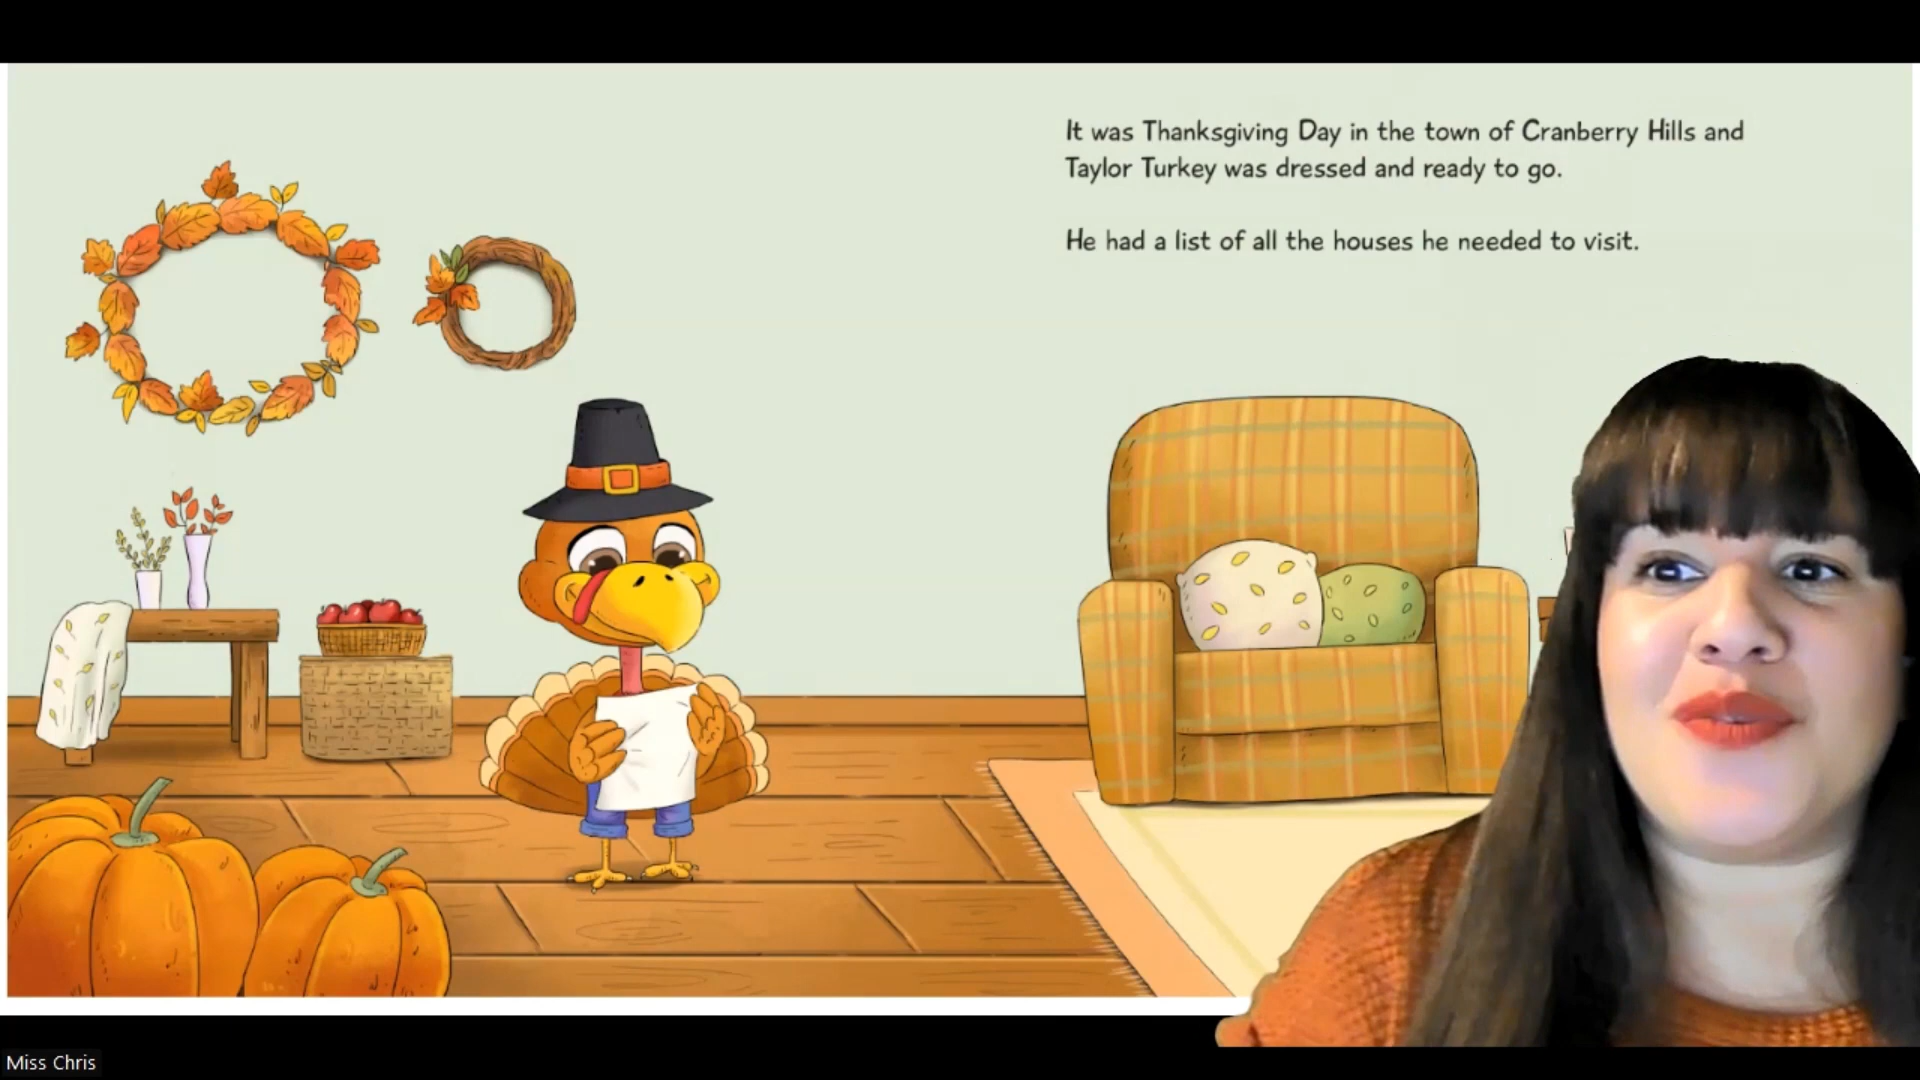 It was Thanksgiving Day in the town of Cranberry Hills and
Taylor Turkey was dressed and ready to go.
He had a list of all the houses he needed to visit.
Miss Chris